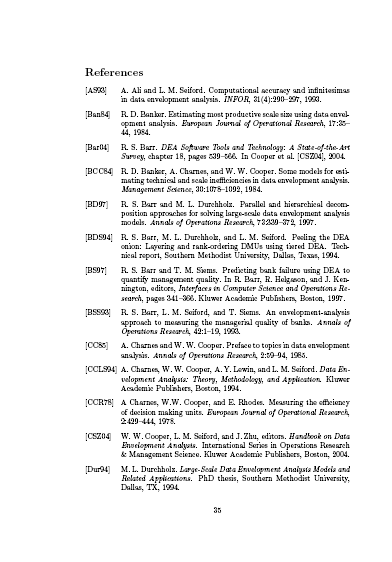 References
[AS93] A. Ali and L. M. Seiford. Computational accuracy and infinitesimas
in data envelopment analysis. INFOR, 31(4):290–297, 1993.
[Ban84] R. D. Banker. Estimating most productive scale size using data envel-
opment analysis. European Journal of Operational Research, 17:35–
44, 1984.
[Bar04] R. S. Barr. DEA Software Tools and Technology: A State-of-the-Art
Survey, chapter 18, pages 539–566. In Cooper et al. [CSZ04], 2004.
[BCC84] R. D. Banker, A. Charnes, and W. W. Cooper. Some models for esti-
mating technical and scale inefficiencies in data envelopment analysis.
Management Science, 30:1078–1092, 1984.
[BD97] R. S. Barr and M. L. Durchholz. Parallel and hierarchical decom-
position approaches for solving large-scale data envelopment analysis
models. Annals of Operations Research, 73:339–372, 1997.
[BDS94] R. S. Barr, M. L. Durchholz, and L. M. Seiford. Peeling the DEA
onion: Layering and rank-ordering DMUs using tiered DEA. Tech-
nical report, Southern Methodist University, Dallas, Texas, 1994.
[BS97] R. S. Barr and T. M. Siems. Predicting bank failure using DEA to
quantify management quality. In R. Barr, R. Helgason, and J. Ken-
nington, editors, Interfaces in Computer Science and Operations Re-
search, pages 341–366. Kluwer Academic Publishers, Boston, 1997.
[BSS93] R. S. Barr, L. M. Seiford, and T. Siems. An envelopment-analysis
approach to measuring the managerial quality of banks. Annals of
Operations Research, 42:1–19, 1993.
[CC85] A. Charnes and W. W. Cooper. Preface to topics in data envelopment
analysis. Annals of Operations Research, 2:59–94, 1985.
[CCLS94] A. Charnes, W. W. Cooper, A. Y. Lewin, and L. M. Seiford. Data En-
velopment Analysis: Theory, Methodology, and Application. Kluwer
Academic Publishers, Boston, 1994.
[CCR78] A Charnes, W.W. Cooper, and E. Rhodes. Measuring the efficiency
of decision making units. European Journal of Operational Research,
2:429–444, 1978.
[CSZ04] W. W. Cooper, L. M. Seiford, and J. Zhu, editors. Handbook on Data
Envelopment Analysis. International Series in Operations Research
& Management Science. Kluwer Academic Publishers, Boston, 2004.
[Dur94] M. L. Durchholz. Large-Scale Data Envelopment Analysis Models and
Related Applications. PhD thesis, Southern Methodist University,
Dallas, TX, 1994.
35